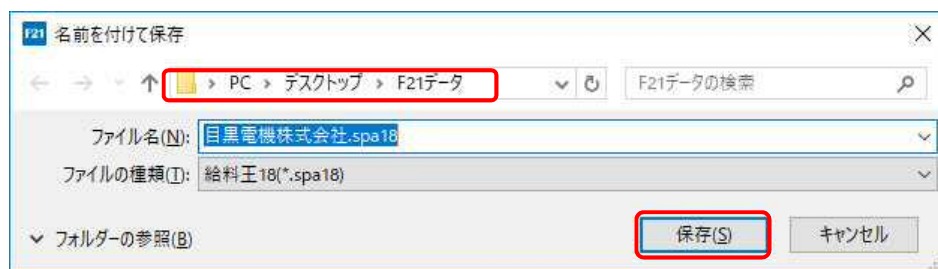 F21 名前を付けて保存
PC > デスクトップ > F21データ F21データの検索
ファイル名(N): 目黒電機株式会社.spa18
ファイルの種類(T): 給料王18(*.spa18)
フォルダーの参照(B) 保存(S) キャンセル